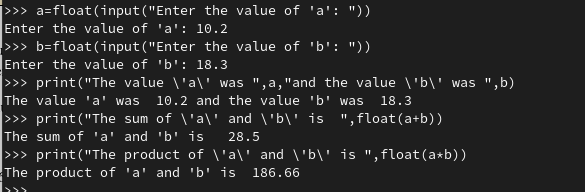 >>> a=float(input("Enter the value of 'a': "))
Enter the value of 'a': 10.2
>>> b=float(input("Enter the value of 'b': "))
Enter the value of 'b': 18.3
>>> print("The value \'a\' was ",a,"and the value \'b\' was ",b)
The value 'a' was  10.2 and the value 'b' was  18.3
>>> print("The sum of \'a\' and \'b\' is  ",float(a+b))
The sum of 'a' and 'b' is   28.5
>>> print("The product of \'a\' and \'b\' is ",float(a*b))
The product of 'a' and 'b' is  186.66
>>>